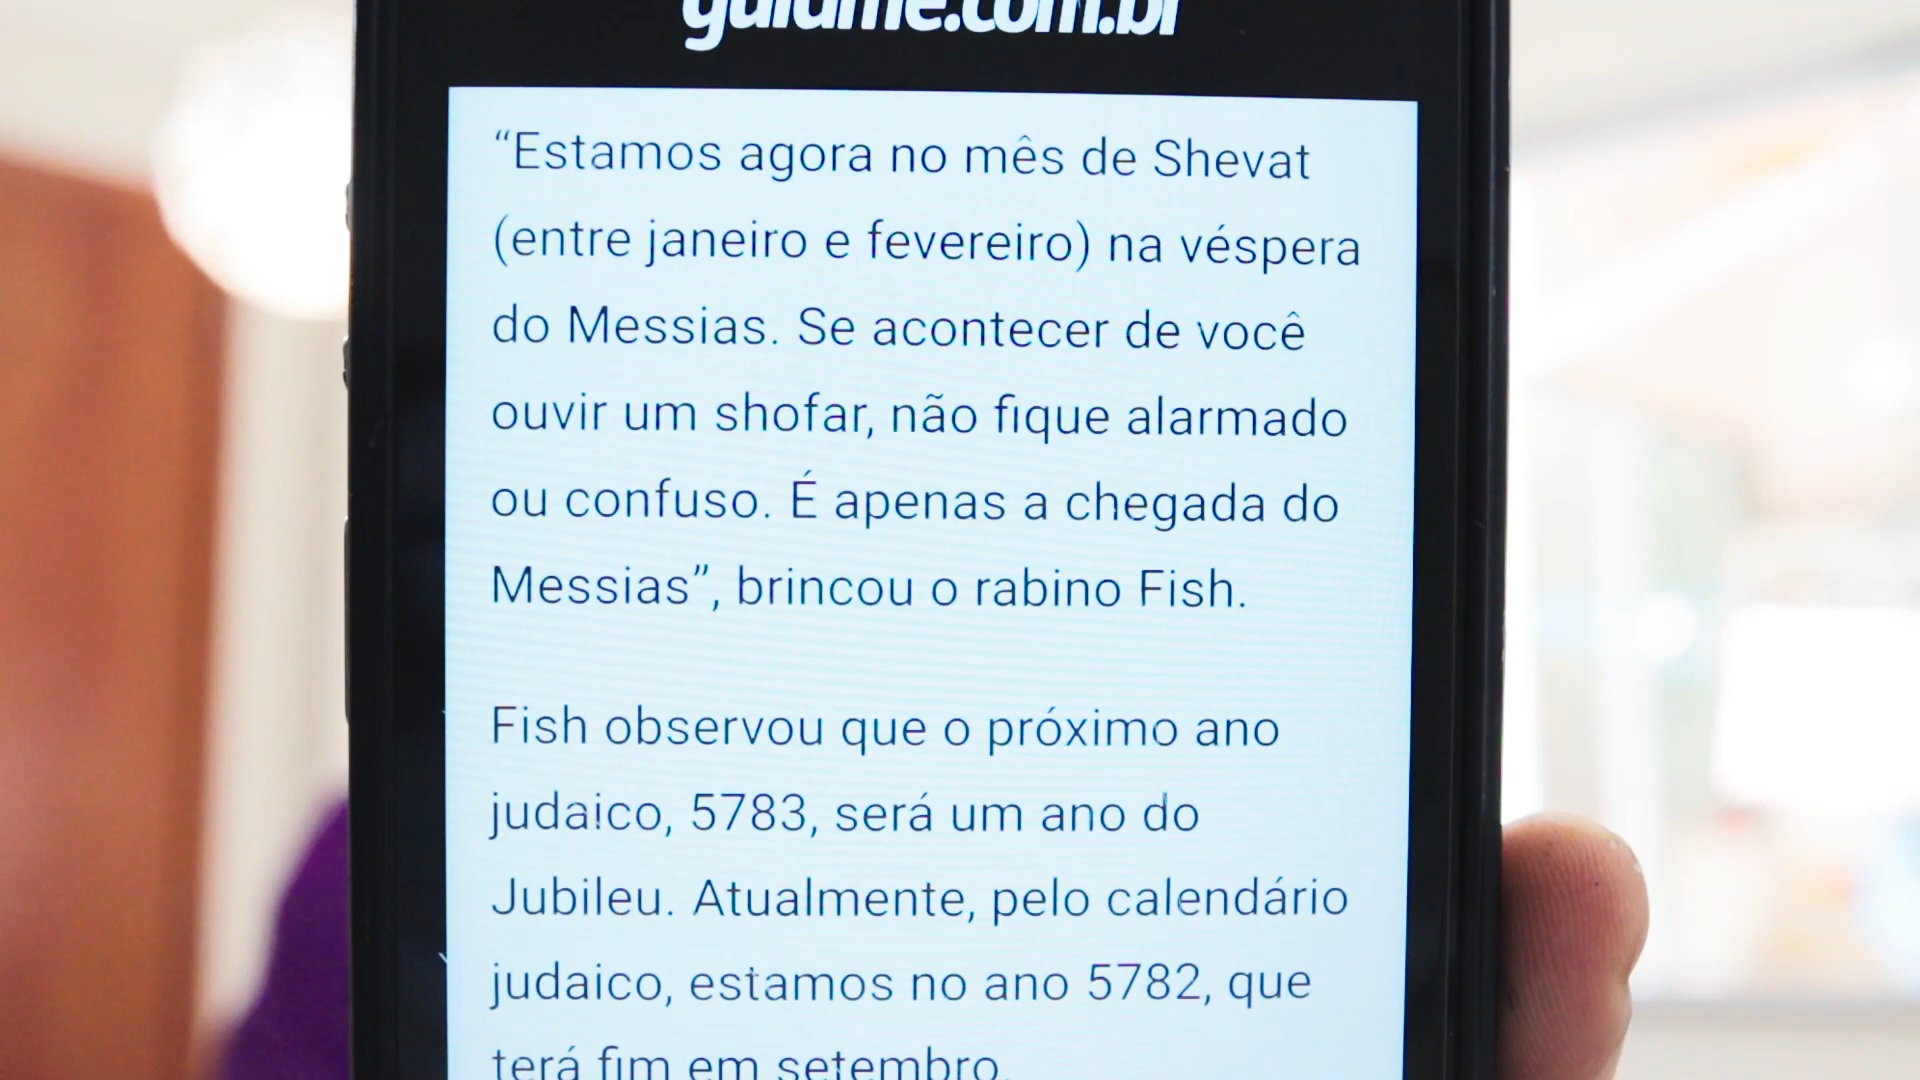 guiame.com.br
“Estamos agora no mês de Shevat
(entre janeiro e fevereiro) na véspera
do Messias. Se acontecer de você
ouvir um shofar, não fique alarmado
ou confuso. É apenas a chegada do
Messias”, brincou o rabino Fish.
Fish observou que o próximo ano
judaico, 5783, será um ano do
Jubileu. Atualmente, pelo calendário
judaico, estamos no ano 5782, que
terá fim em setembro.